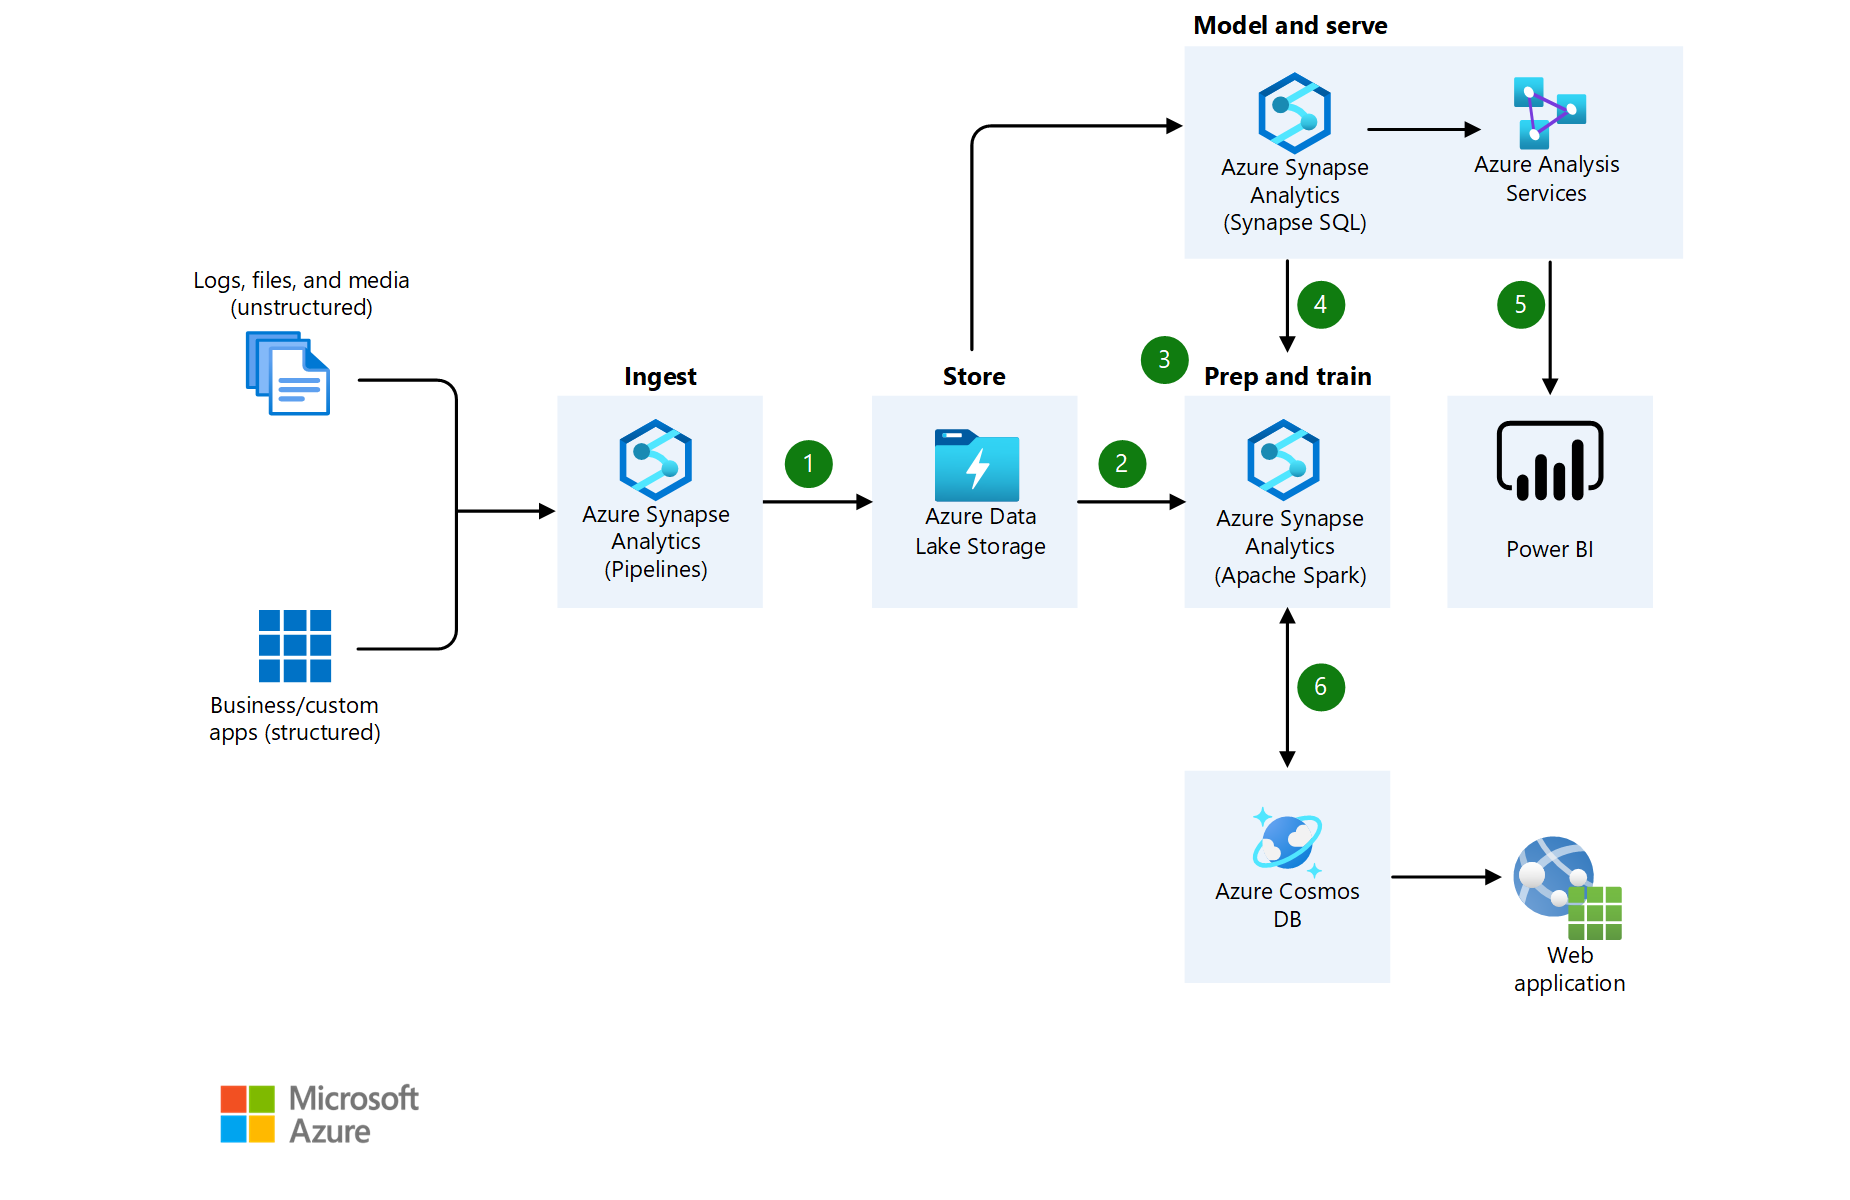 Model and serve
Azure Synapse
Analytics
(Synapse SQL)
Azure Analysis
Services
Logs, files, and media
(unstructured)
4
5
3
Ingest
Store
Prep and train
1
2
Azure Synapse
Analytics
(Pipelines)
Azure Data
Lake Storage
Azure Synapse
Analytics
(Apache Spark)
Power BI
6
Business/custom
apps (structured)
Azure Cosmos
DB
Web
application
Microsoft
Azure